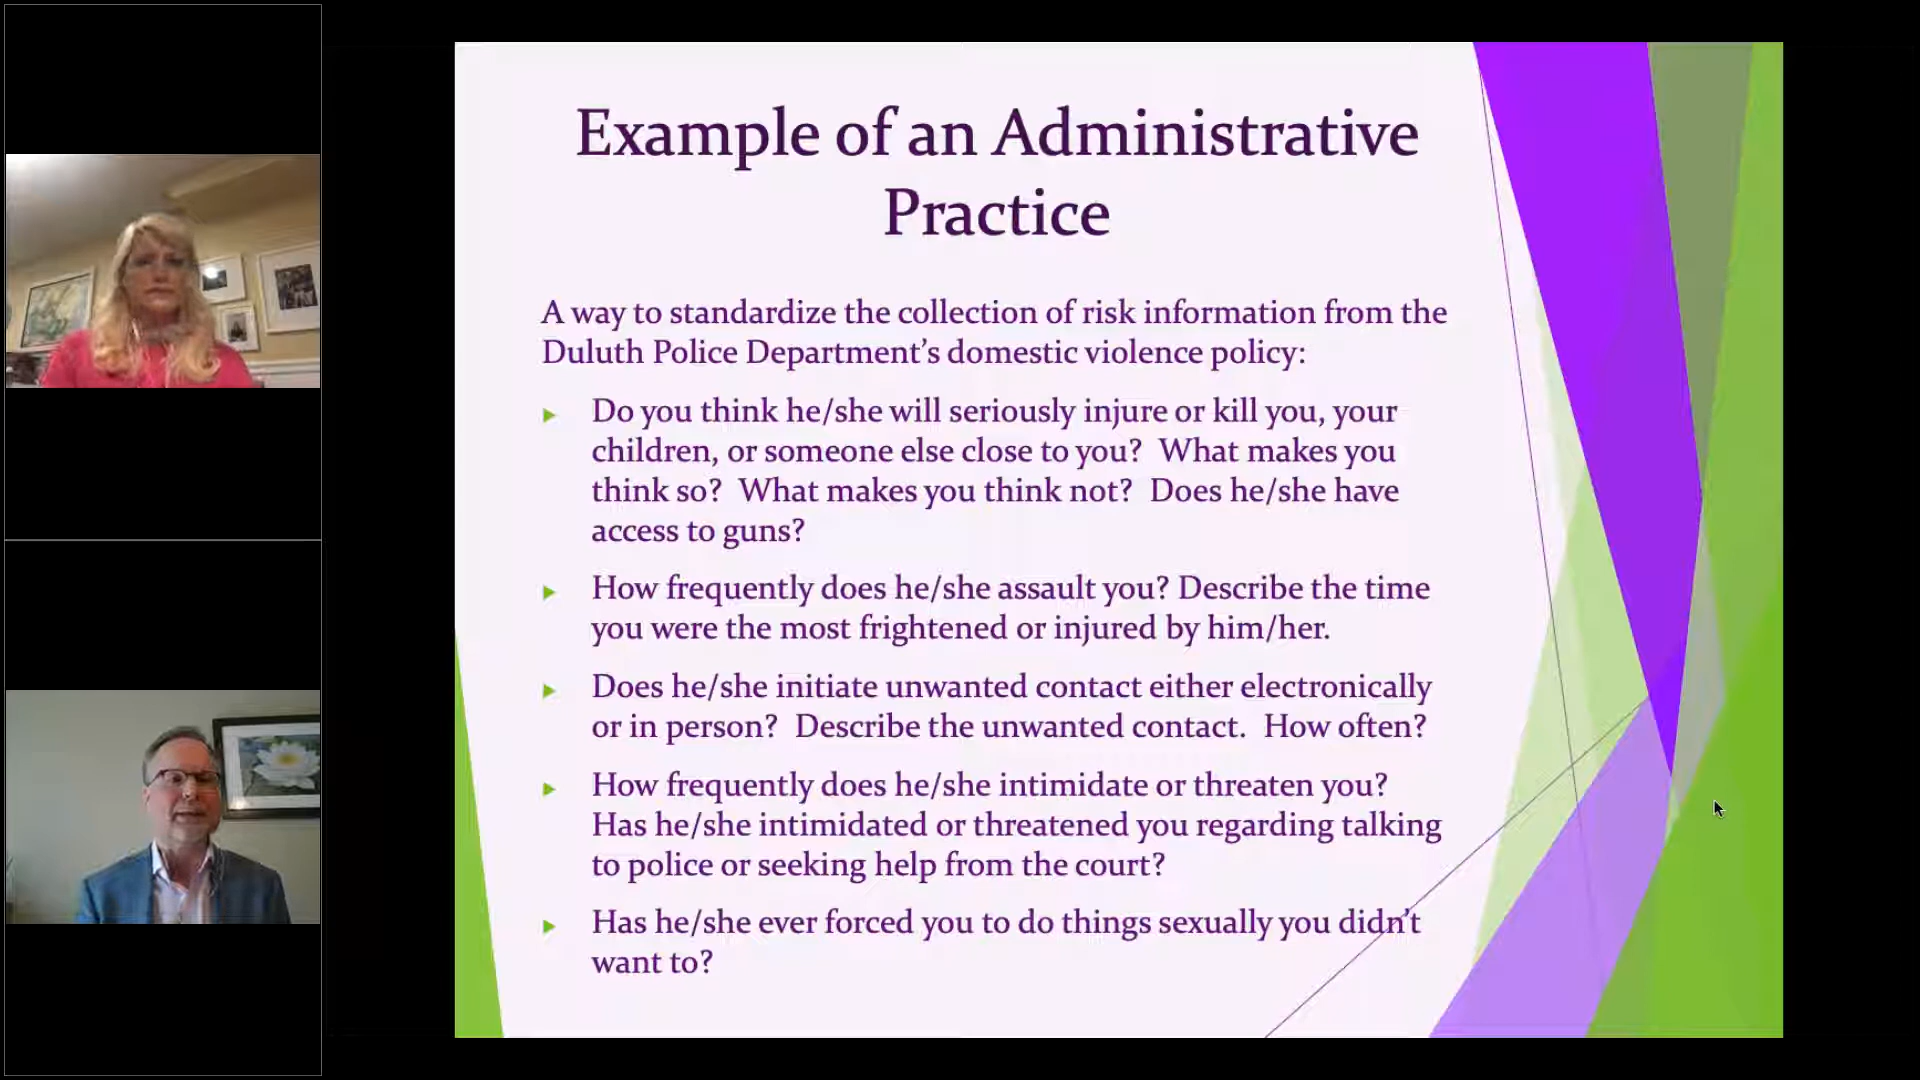 Example of an Administrative
Practice
A way to standardize the collection of risk information from the
Duluth Police Department's domestic violence policy:
Do you think he/she will seriously injure or kill you, your
children, or someone else close to you?  What makes you
think so?  What makes you think not?  Does he/she have
access to guns?
How frequently does he/she assault you? Describe the time
you were the most frightened or injured by him/her.
Does he/she initiate unwanted contact either electronically
or in person?  Describe the unwanted contact.  How often?
How frequently does he/she intimidate or threaten you?
Has he/she intimidated or threatened you regarding talking
to police or seeking help from the court?
Has he/she ever forced you to do things sexually you didn't
want to?